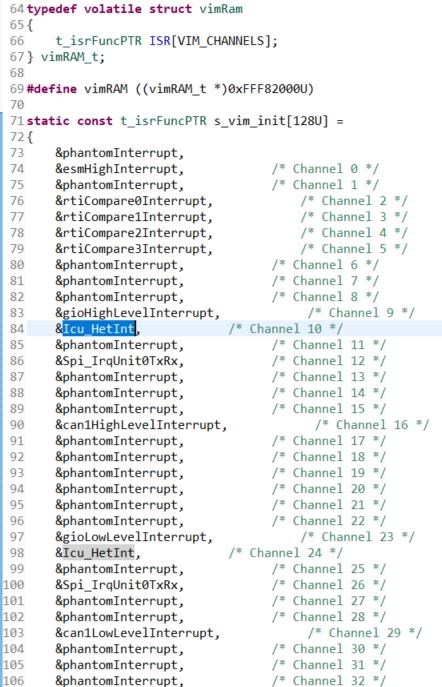 64 typedef volatile struct vimRam
65 {
66     t_isrFuncPTR ISR[VIM_CHANNELS];
67 } vimRAM_t;
68
69 #define vimRAM ((vimRAM_t *)0xFFF82000U)
70
71 static const t_isrFuncPTR s_vim_init[128U] =
72 {
73     &phantomInterrupt,
74     &esmHighInterrupt,           /* Channel 0 */
75     &phantomInterrupt,           /* Channel 1 */
76     &rtiCompare0Interrupt,           /* Channel 2 */
77     &rtiCompare1Interrupt,           /* Channel 3 */
78     &rtiCompare2Interrupt,           /* Channel 4 */
79     &rtiCompare3Interrupt,           /* Channel 5 */
80     &phantomInterrupt,           /* Channel 6 */
81     &phantomInterrupt,           /* Channel 7 */
82     &phantomInterrupt,           /* Channel 8 */
83     &gioHighLevelInterrupt,           /* Channel 9 */
84     &Icu_HetInt,           /* Channel 10 */
85     &phantomInterrupt,           /* Channel 11 */
86     &Spi_IrqUnit0TxRx,           /* Channel 12 */
87     &phantomInterrupt,           /* Channel 13 */
88     &phantomInterrupt,           /* Channel 14 */
89     &phantomInterrupt,           /* Channel 15 */
90     &can1HighLevelInterrupt,           /* Channel 16 */
91     &phantomInterrupt,           /* Channel 17 */
92     &phantomInterrupt,           /* Channel 18 */
93     &phantomInterrupt,           /* Channel 19 */
94     &phantomInterrupt,           /* Channel 20 */
95     &phantomInterrupt,           /* Channel 21 */
96     &phantomInterrupt,           /* Channel 22 */
97     &gioLowLevelInterrupt,           /* Channel 23 */
98     &Icu_HetInt,           /* Channel 24 */
99     &phantomInterrupt,           /* Channel 25 */
100     &Spi_IrqUnit0TxRx,           /* Channel 26 */
101     &phantomInterrupt,           /* Channel 27 */
102     &phantomInterrupt,           /* Channel 28 */
103     &can1LowLevelInterrupt,           /* Channel 29 */
104     &phantomInterrupt,           /* Channel 30 */
105     &phantomInterrupt,           /* Channel 31 */
106     &phantomInterrupt,           /* Channel 32 */